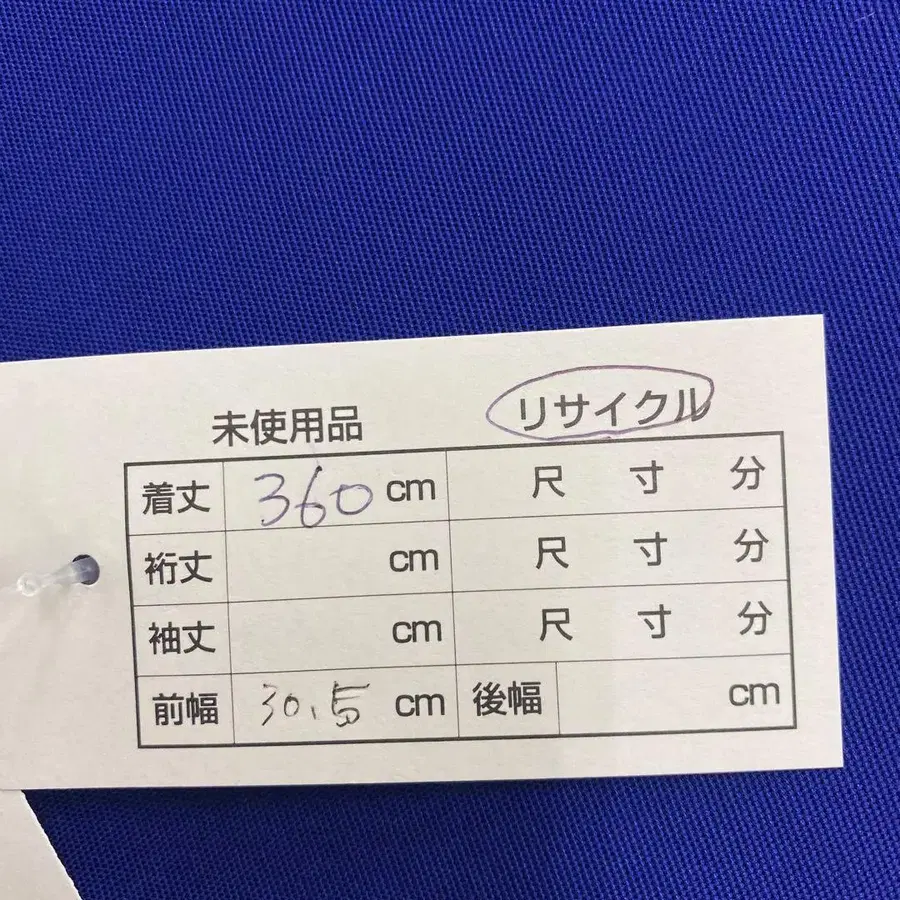 未使用品 リサイクル
着丈 360 cm 尺 寸 分
裄丈 cm 尺 寸 分
袖丈 cm 尺 寸 分
前幅 30.5 cm 後幅 cm